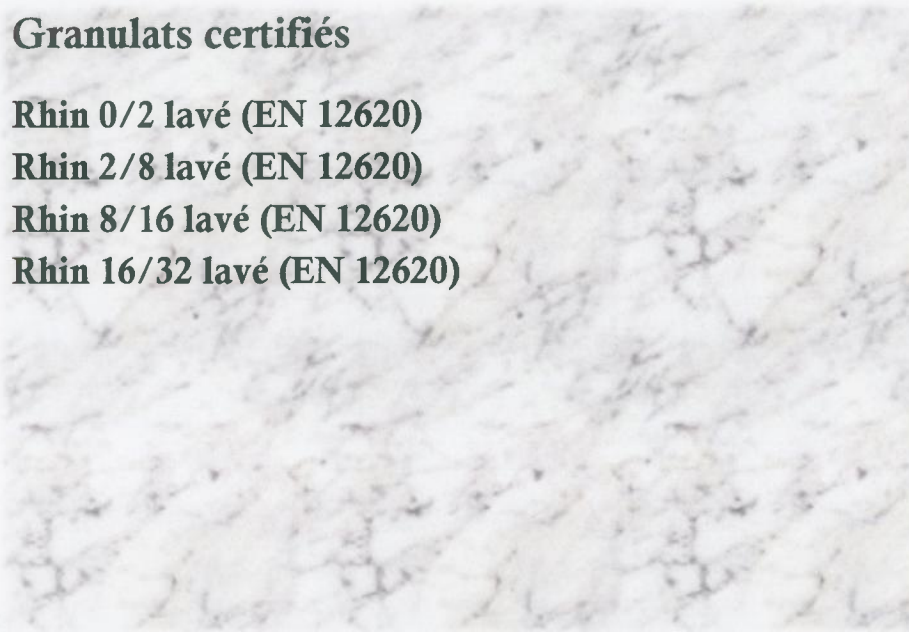 Granulats certifiés
Rhin 0/2 lavé (EN 12620)
Rhin 2/8 lavé (EN 12620)
Rhin 8/16 lavé (EN 12620)
Rhin 16/32 lavé (EN 12620)